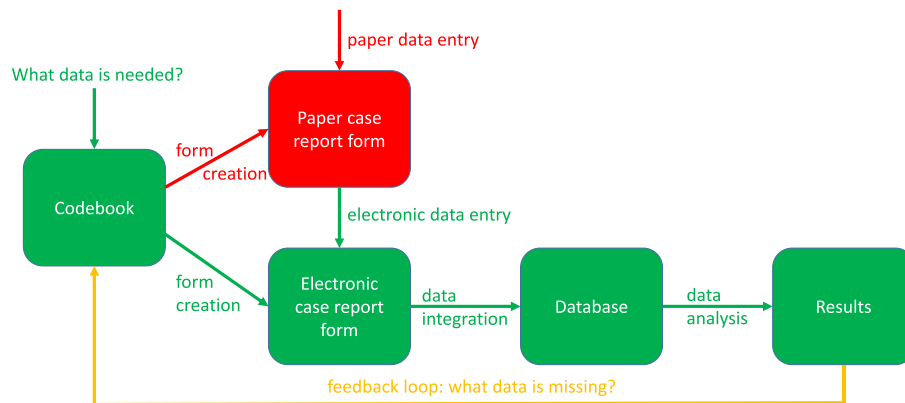 paper data entry
What data is needed?
Paper case
report form
form
creation
Codebook
electronic data entry
form
creation
Electronic
case report
form
data
integration
Database
data
analysis
Results
feedback loop: what data is missing?